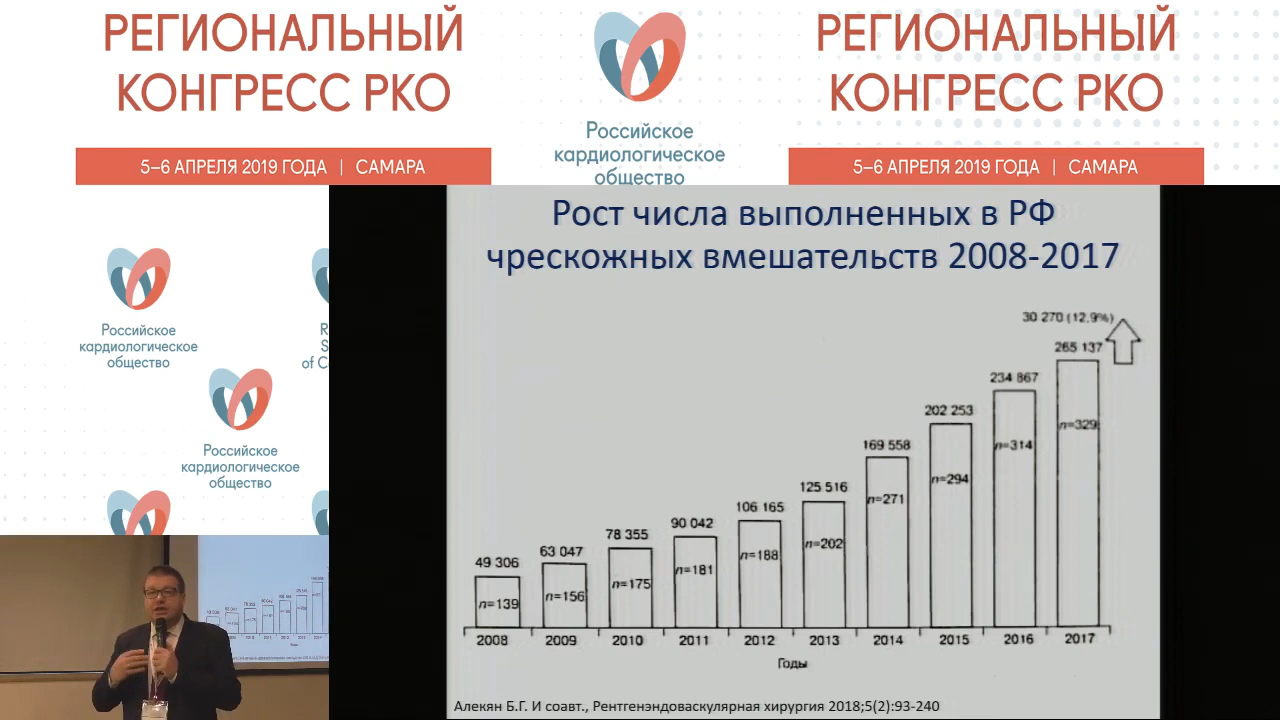 РЕГИОНАЛЬНЫЙ
КОНГРЕСС РКО
5–6 АПРЕЛЯ 2019 ГОДА | САМАРА
Российское
кардиологическое
общество
РЕГИОНАЛЬНЫЙ
КОНГРЕСС РКО
5–6 АПРЕЛЯ 2019 ГОДА | САМАРА
Российское
кардиологическое
общество
R
S
of C
Российское
кардиологическое
общество
Рост числа выполненных в РФ
чрескожных вмешательств 2008-2017
30 270 (12,9%)
265 137
234 867
202 253
169 558
125 516
106 165
90 042
78 355
63 047
49 306
n=329
n=314
n=294
n=271
n=202
n=188
n=181
n=175
n=156
n=139
2008 2009 2010 2011 2012 2013 2014 2015 2016 2017
Годы
Алекян Б.Г. И соавт., Рентгенэндоваскулярная хирургия 2018;5(2):93-240